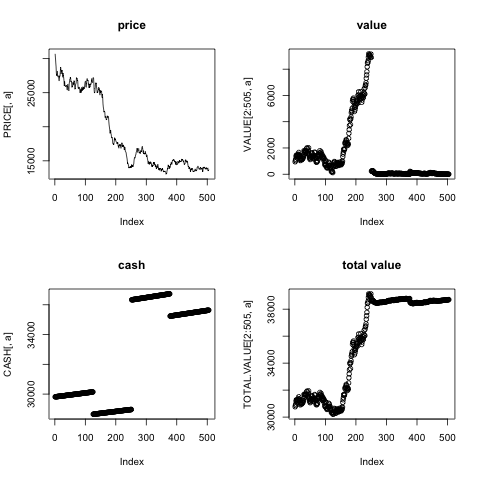 price
PRICE[, a]
15000
25000
0
100
200
300
400
500
Index
value
VALUE[2:505, a]
0
2000
6000
0
100
200
300
400
500
Index
cash
CASH[, a]
30000
34000
0
100
200
300
400
500
Index
total value
TOTAL.VALUE[2:505, a]
30000
34000
38000
0
100
200
300
400
500
Index